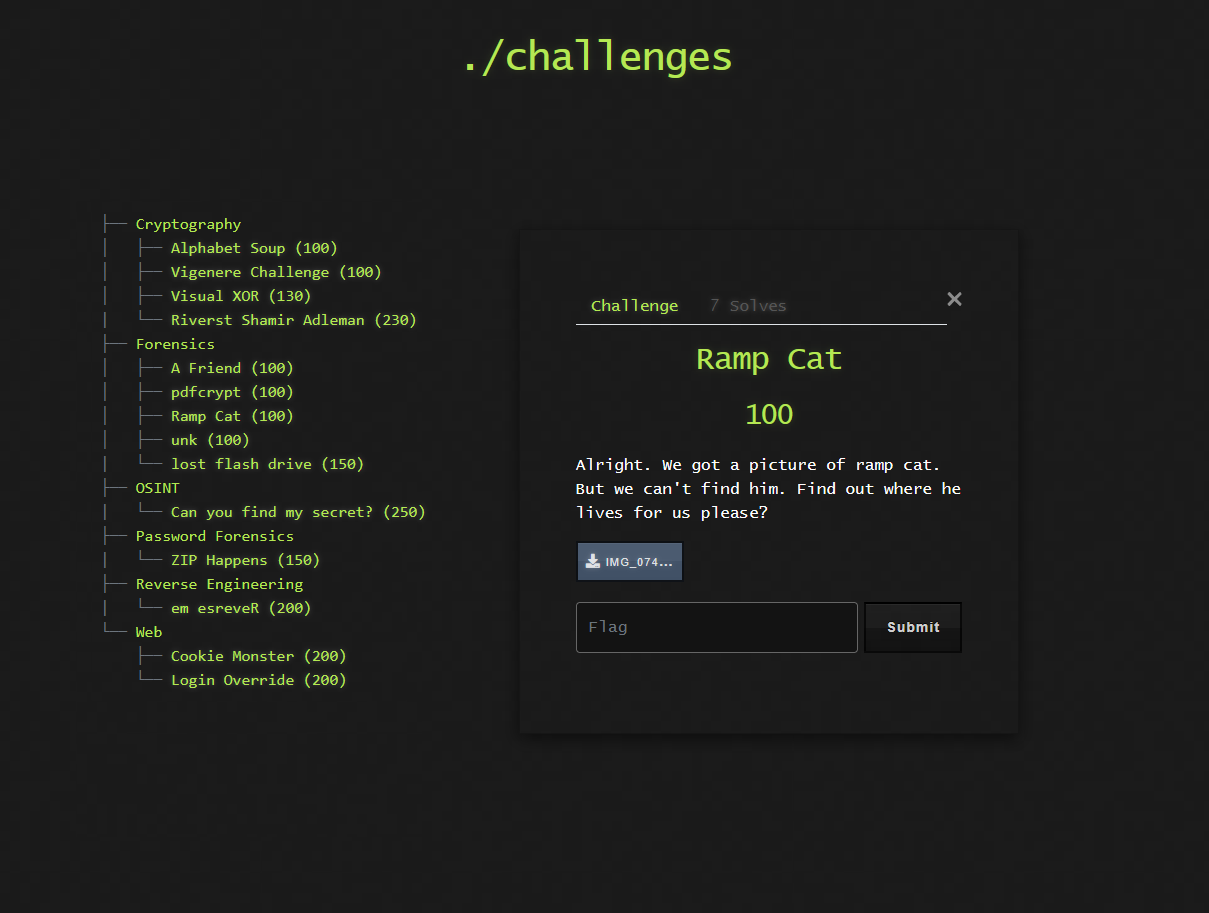 ./challenges
Cryptography
Alphabet Soup (100)
Vigenere Challenge (100)
Visual XOR (130)
Riverst Shamir Adleman (230)
Forensics
A Friend (100)
pdfcrypt (100)
Ramp Cat (100)
unk (100)
lost flash drive (150)
OSINT
Can you find my secret? (250)
Password Forensics
ZIP Happens (150)
Reverse Engineering
em esreveR (200)
Web
Cookie Monster (200)
Login Override (200)
Challenge 7 Solves ×
Ramp Cat
100
Alright. We got a picture of ramp cat.
But we can't find him. Find out where he
lives for us please?
IMG_074...
Flag Submit